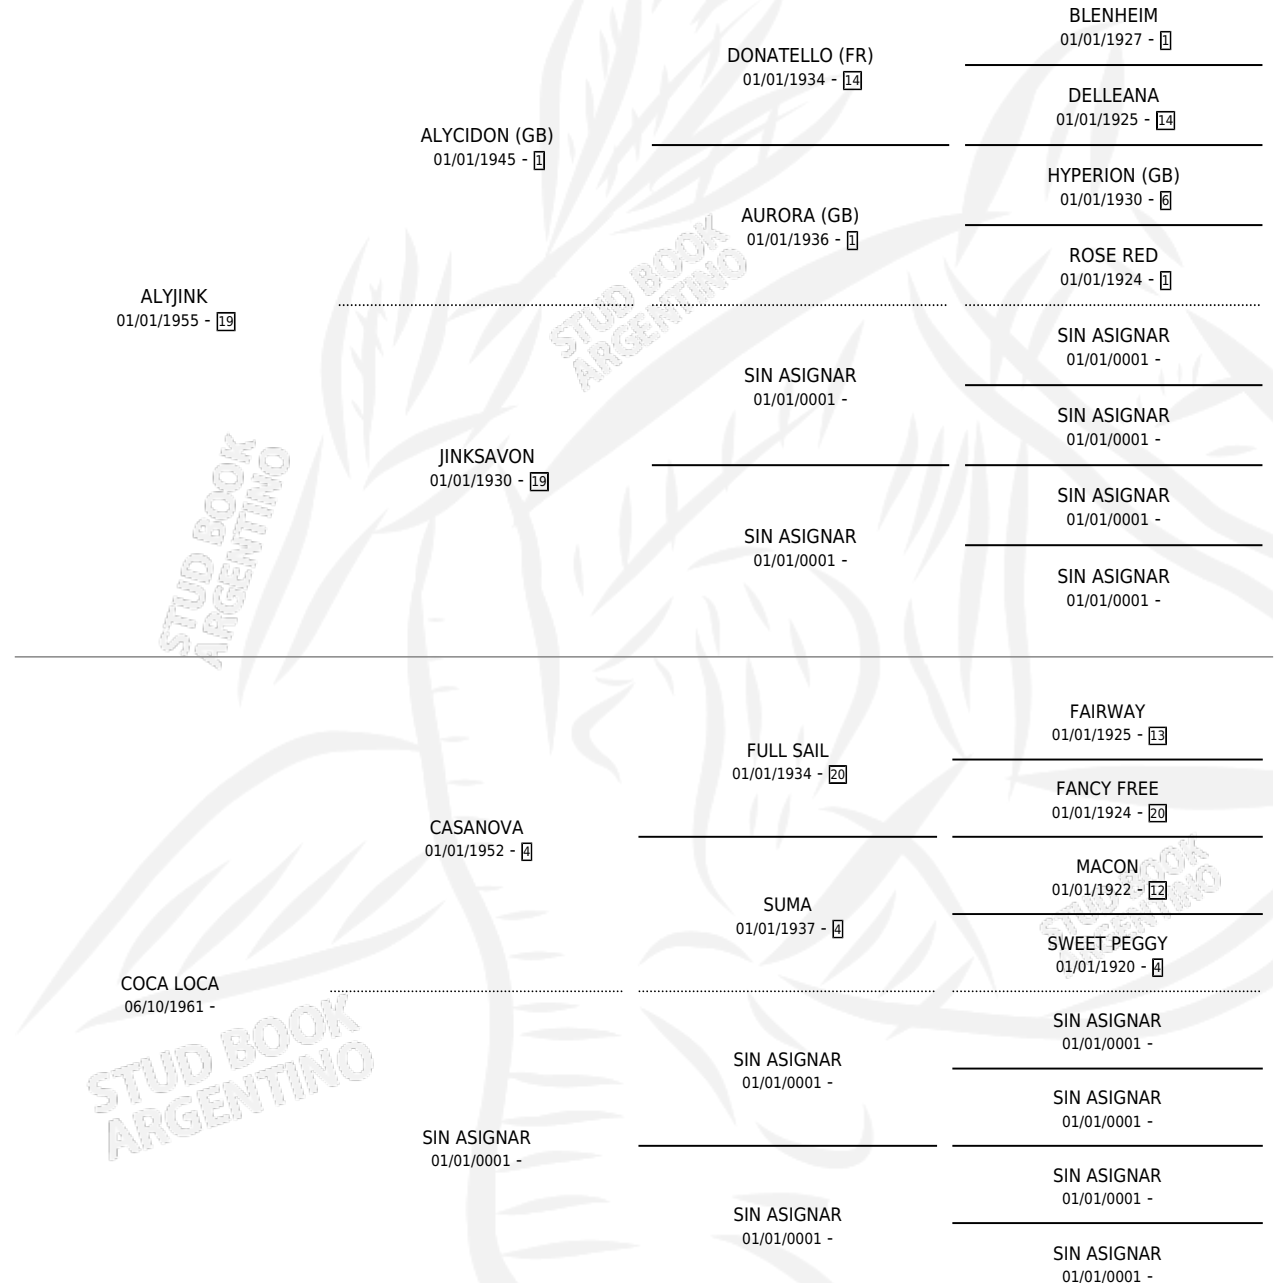 BLENHEIM
01/01/1927 - 1
DONATELLO (FR)
01/01/1934 - 14
DELLEANA
01/01/1925 - 14
ALYCIDON (GB)
01/01/1945 - 1
HYPERION (GB)
01/01/1930 - 6
AURORA (GB)
01/01/1936 - 1
ROSE RED
01/01/1924 - 1
ALYJINK
01/01/1955 - 19
SIN ASIGNAR
01/01/0001 -
SIN ASIGNAR
01/01/0001 -
SIN ASIGNAR
01/01/0001 -
JINKSAVON
01/01/1930 - 19
SIN ASIGNAR
01/01/0001 -
SIN ASIGNAR
01/01/0001 -
SIN ASIGNAR
01/01/0001 -
STUD BOOK
ARGENTINO
STUD BOOK
ARGENTINO
FAIRWAY
01/01/1925 - 13
FULL SAIL
01/01/1934 - 20
FANCY FREE
01/01/1924 - 20
CASANOVA
01/01/1952 - 4
MACON
01/01/1922 - 12
SUMA
01/01/1937 - 4
SWEET PEGGY
01/01/1920 - 4
COCA LOCA
06/10/1961 -
SIN ASIGNAR
01/01/0001 -
SIN ASIGNAR
01/01/0001 -
SIN ASIGNAR
01/01/0001 -
SIN ASIGNAR
01/01/0001 -
SIN ASIGNAR
01/01/0001 -
SIN ASIGNAR
01/01/0001 -
SIN ASIGNAR
01/01/0001 -
STUD BOOK
ARGENTINO
STUD BOOK
ARGENTINO